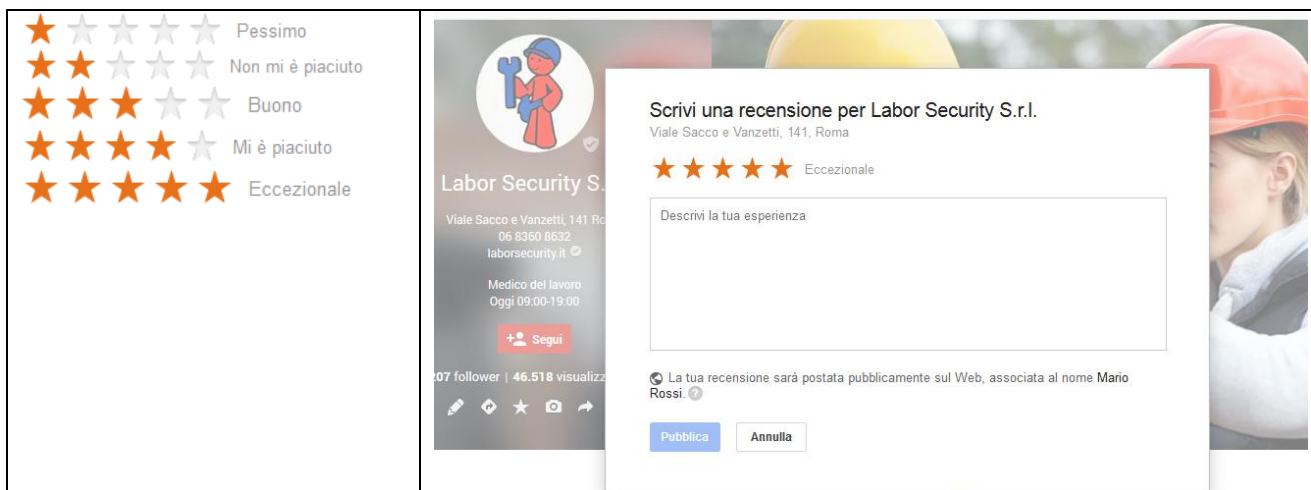 Pessimo
Non mi è piaciuto
Buono
Mi è piaciuto
Eccezionale
Labor Security S.
Viale Sacco e Vanzetti, 141 Ro
06 8360 8632
laborsecurity.it
Medico del lavoro
Oggi 09:00-19:00
Segui
207 follower | 46.518 visualizz
Scrivi una recensione per Labor Security S.r.l.
Viale Sacco e Vanzetti, 141, Roma
Eccezionale
Descrivi la tua esperienza
La tua recensione sarà postata pubblicamente sul Web, associata al nome Mario
Rossi.
Pubblica
Annulla